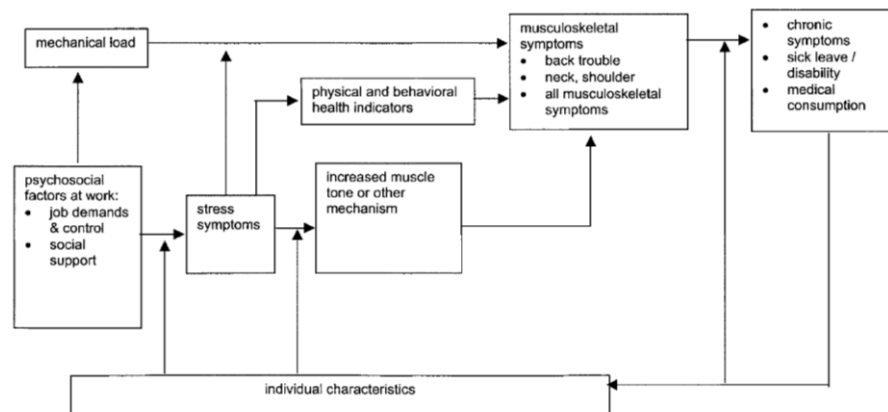 mechanical load
musculoskeletal
symptoms
• back trouble
• neck, shoulder
• all musculoskeletal
symptoms
• chronic
symptoms
• sick leave /
disability
• medical
consumption
physical and behavioral
health indicators
psychosocial
factors at work:
• job demands
& control
• social
support
stress
symptoms
increased muscle
tone or other
mechanism
individual characteristics